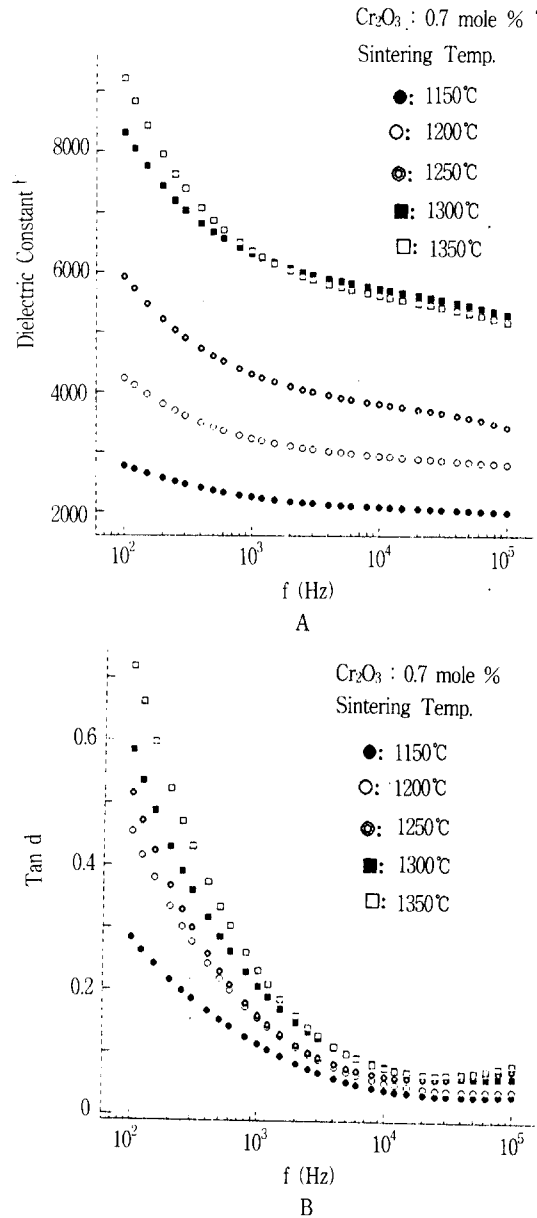 Cr₂O₃ : 0.7 mole %
Sintering Temp.
●: 1150℃
○: 1200℃
◎: 1250℃
■: 1300℃
□: 1350℃
Dielectric Constant †
8000
6000
4000
2000
10² 10³ 10⁴ 10⁵
f (Hz)
A
Cr₂O₃ : 0.7 mole %
Sintering Temp.
●: 1150℃
○: 1200℃
◎: 1250℃
■: 1300℃
□: 1350℃
Tan d
0.6
0.4
0.2
0
10² 10³ 10⁴ 10⁵
f (Hz)
B